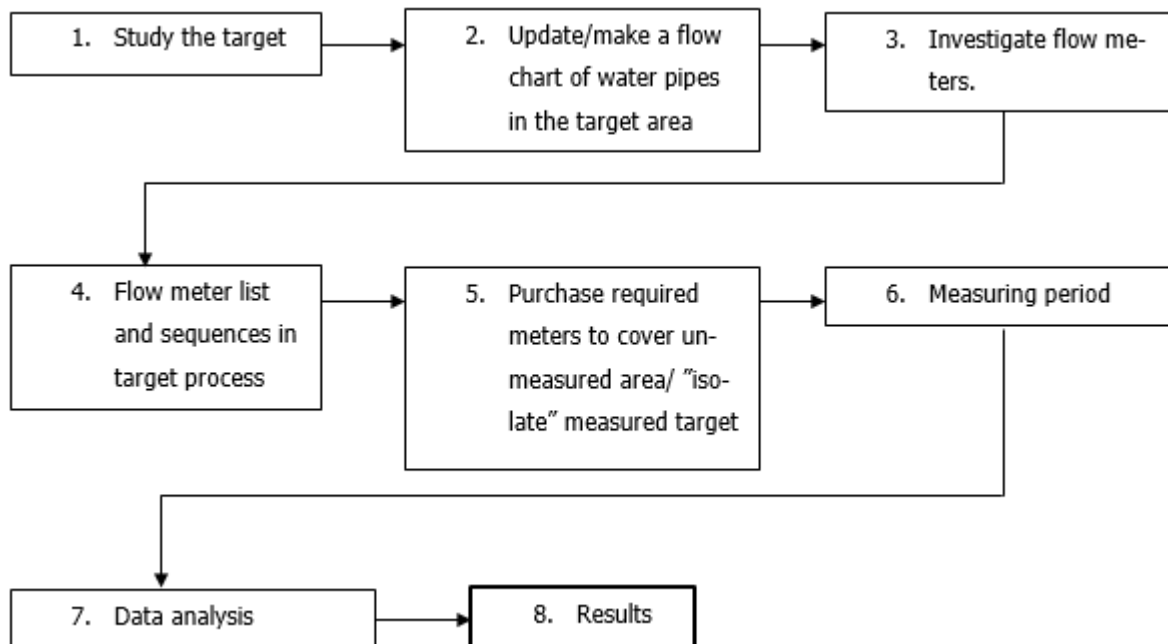 1. Study the target
2. Update/make a flow
chart of water pipes
in the target area
3. Investigate flow me-
ters.
4. Flow meter list
and sequences in
target process
5. Purchase required
meters to cover un-
measured area/ ”iso-
late” measured target
6. Measuring period
7. Data analysis
8. Results